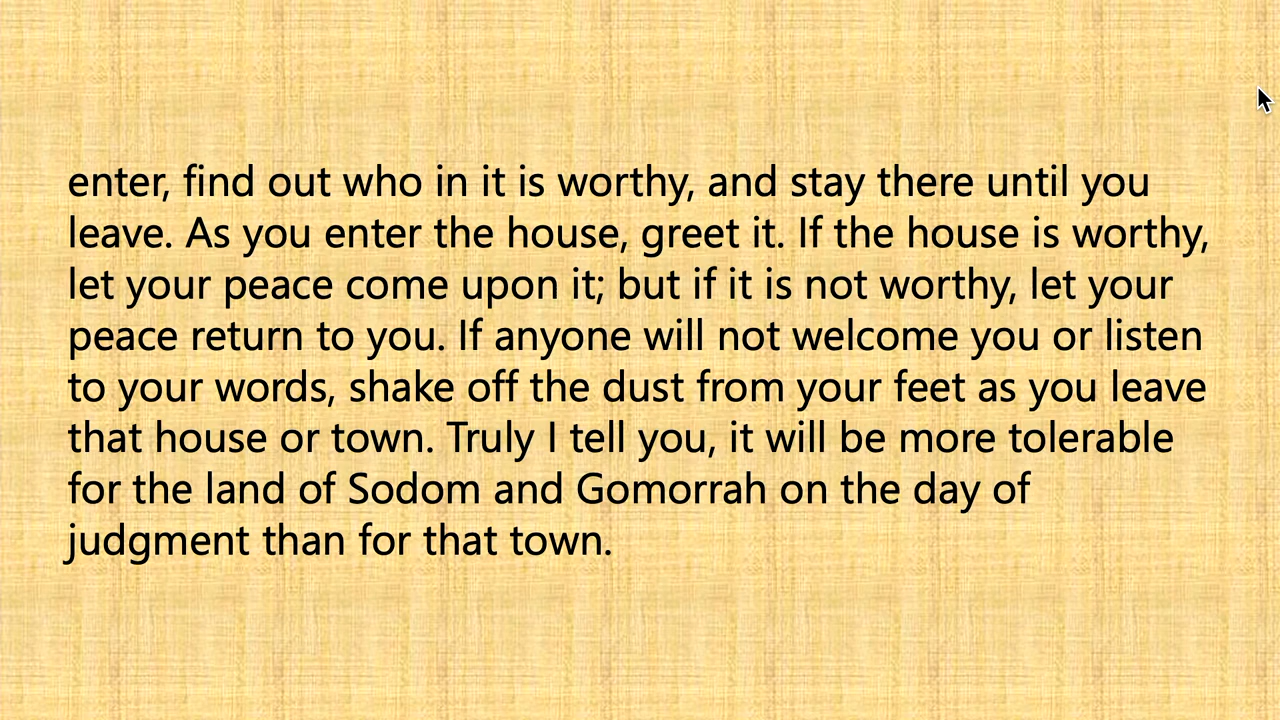 enter, find out who in it is worthy, and stay there until you
leave. As you enter the house, greet it. If the house is worthy,
let your peace come upon it; but if it is not worthy, let your
peace return to you. If anyone will not welcome you or listen
to your words, shake off the dust from your feet as you leave
that house or town. Truly I tell you, it will be more tolerable
for the land of Sodom and Gomorrah on the day of
judgment than for that town.